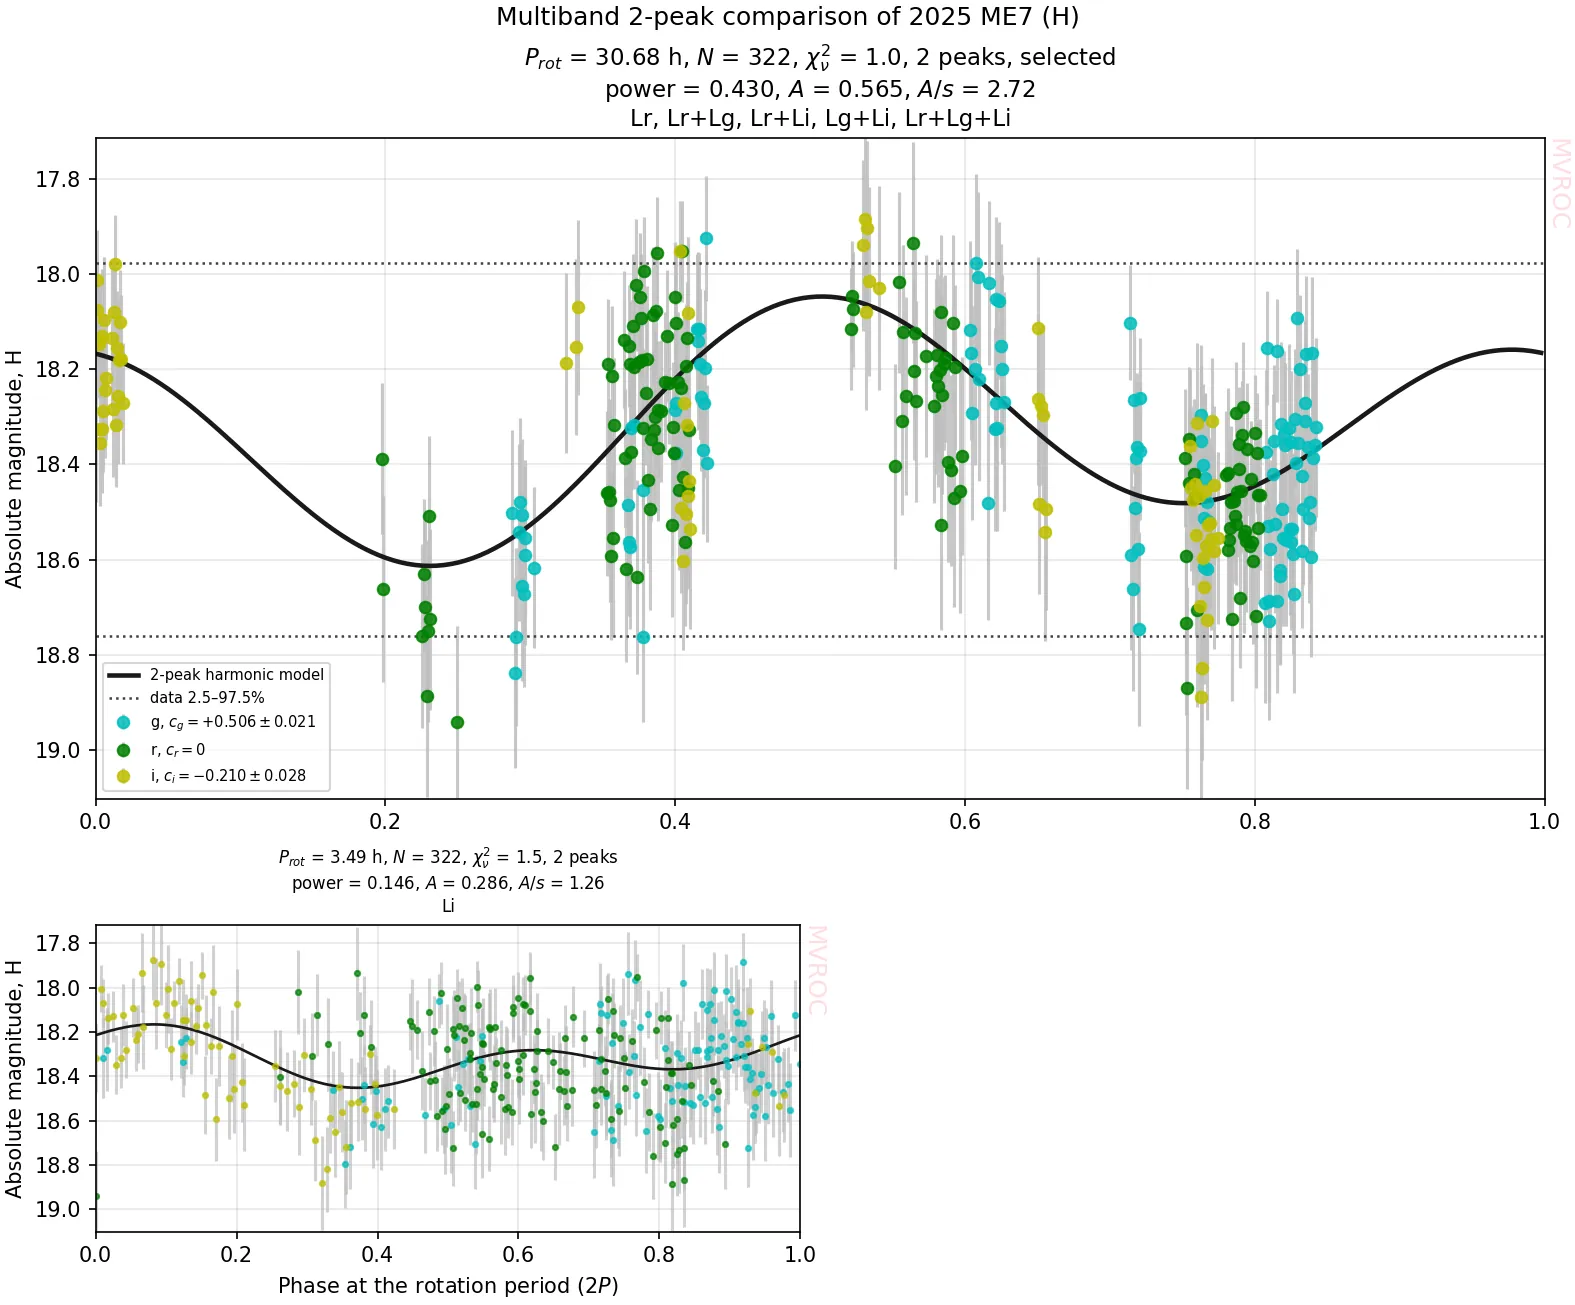 Multiband 2-peak comparison of 2025 ME7 (H)
P_rot = 30.68 h, N = 322, χ²_ν = 1.0, 2 peaks, selected
power = 0.430, A = 0.565, A/s = 2.72
Lr, Lr+Lg, Lr+Li, Lg+Li, Lr+Lg+Li
MVROC
Absolute magnitude, H
17.8
18.0
18.2
18.4
18.6
18.8
19.0
2-peak harmonic model
data 2.5–97.5%
g, c_g = +0.506 ± 0.021
r, c_r = 0
i, c_i = −0.210 ± 0.028
0.0 0.2 0.4 0.6 0.8 1.0
P_rot = 3.49 h, N = 322, χ²_ν = 1.5, 2 peaks
power = 0.146, A = 0.286, A/s = 1.26
Li
MVROC
Absolute magnitude, H
17.8
18.0
18.2
18.4
18.6
18.8
19.0
0.0 0.2 0.4 0.6 0.8 1.0
Phase at the rotation period (2P)